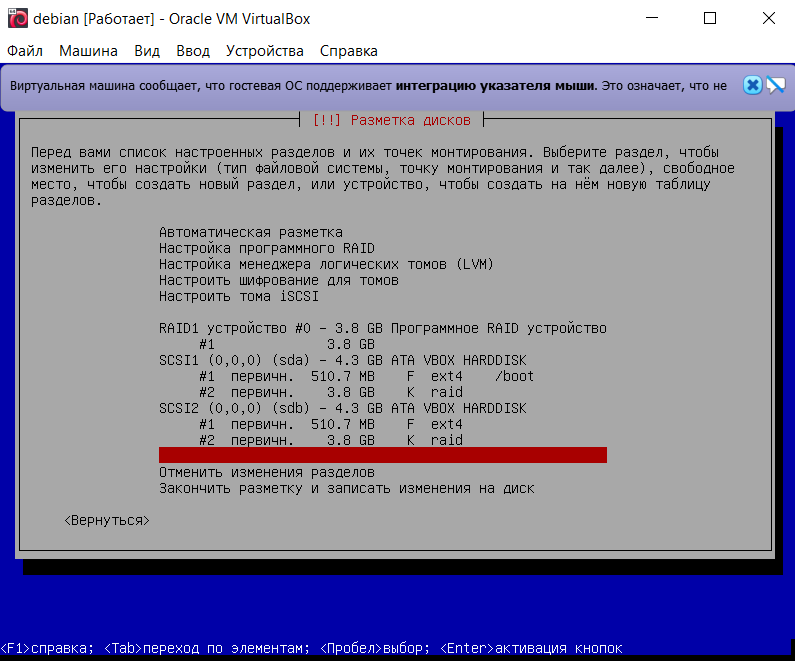 debian [Работает] - Oracle VM VirtualBox
Файл Машина Вид Ввод Устройства Справка
Виртуальная машина сообщает, что гостевая ОС поддерживает интеграцию указателя мыши. Это означает, что не
[!!] Разметка дисков
Перед вами список настроенных разделов и их точек монтирования. Выберите раздел, чтобы
изменить его настройки (тип файловой системы, точку монтирования и так далее), свободное
место, чтобы создать новый раздел, или устройство, чтобы создать на нём новую таблицу
разделов.
Автоматическая разметка
Настройка программного RAID
Настройка менеджера логических томов (LVM)
Настроить шифрование для томов
Настроить тома iSCSI
RAID1 устройство #0 - 3.8 GB Программное RAID устройство
#1 3.8 GB
SCSI1 (0,0,0) (sda) - 4.3 GB ATA VBOX HARDDISK
#1 первичн. 510.7 MB F ext4 /boot
#2 первичн. 3.8 GB K raid
SCSI2 (0,0,0) (sdb) - 4.3 GB ATA VBOX HARDDISK
#1 первичн. 510.7 MB F ext4
#2 первичн. 3.8 GB K raid
Отменить изменения разделов
Закончить разметку и записать изменения на диск
<Вернуться>
<F1>справка; <Tab>переход по элементам; <Пробел>выбор; <Enter>активация кнопок